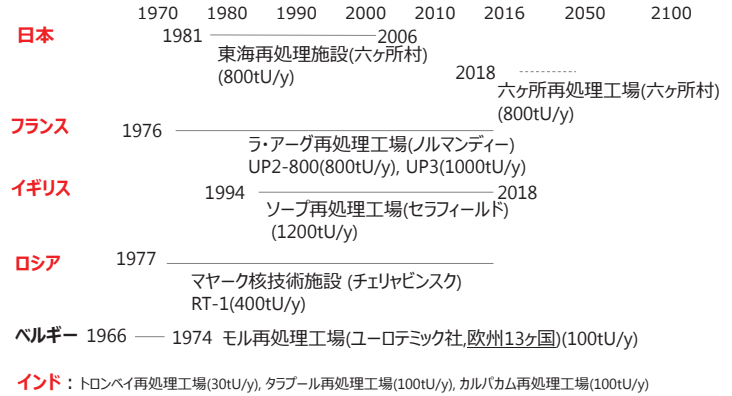 1970 1980 1990 2000 2010 2016 2050 2100
日本 1981 2006
東海再処理施設(六ヶ所村)
(800tU/y)
2018
六ヶ所再処理工場(六ヶ所村)
(800tU/y)
フランス 1976
ラ・アーグ再処理工場(ノルマンディー)
UP2-800(800tU/y), UP3(1000tU/y)
イギリス 1994 2018
ソープ再処理工場(セラフィールド)
(1200tU/y)
ロシア 1977
マヤーク核技術施設 (チェリャビンスク)
RT-1(400tU/y)
ベルギー 1966 1974 モル再処理工場(ユーロテミック社,欧州13ヶ国)(100tU/y)
インド：トロンベイ再処理工場(30tU/y), タラプール再処理工場(100tU/y), カルパカム再処理工場(100tU/y)